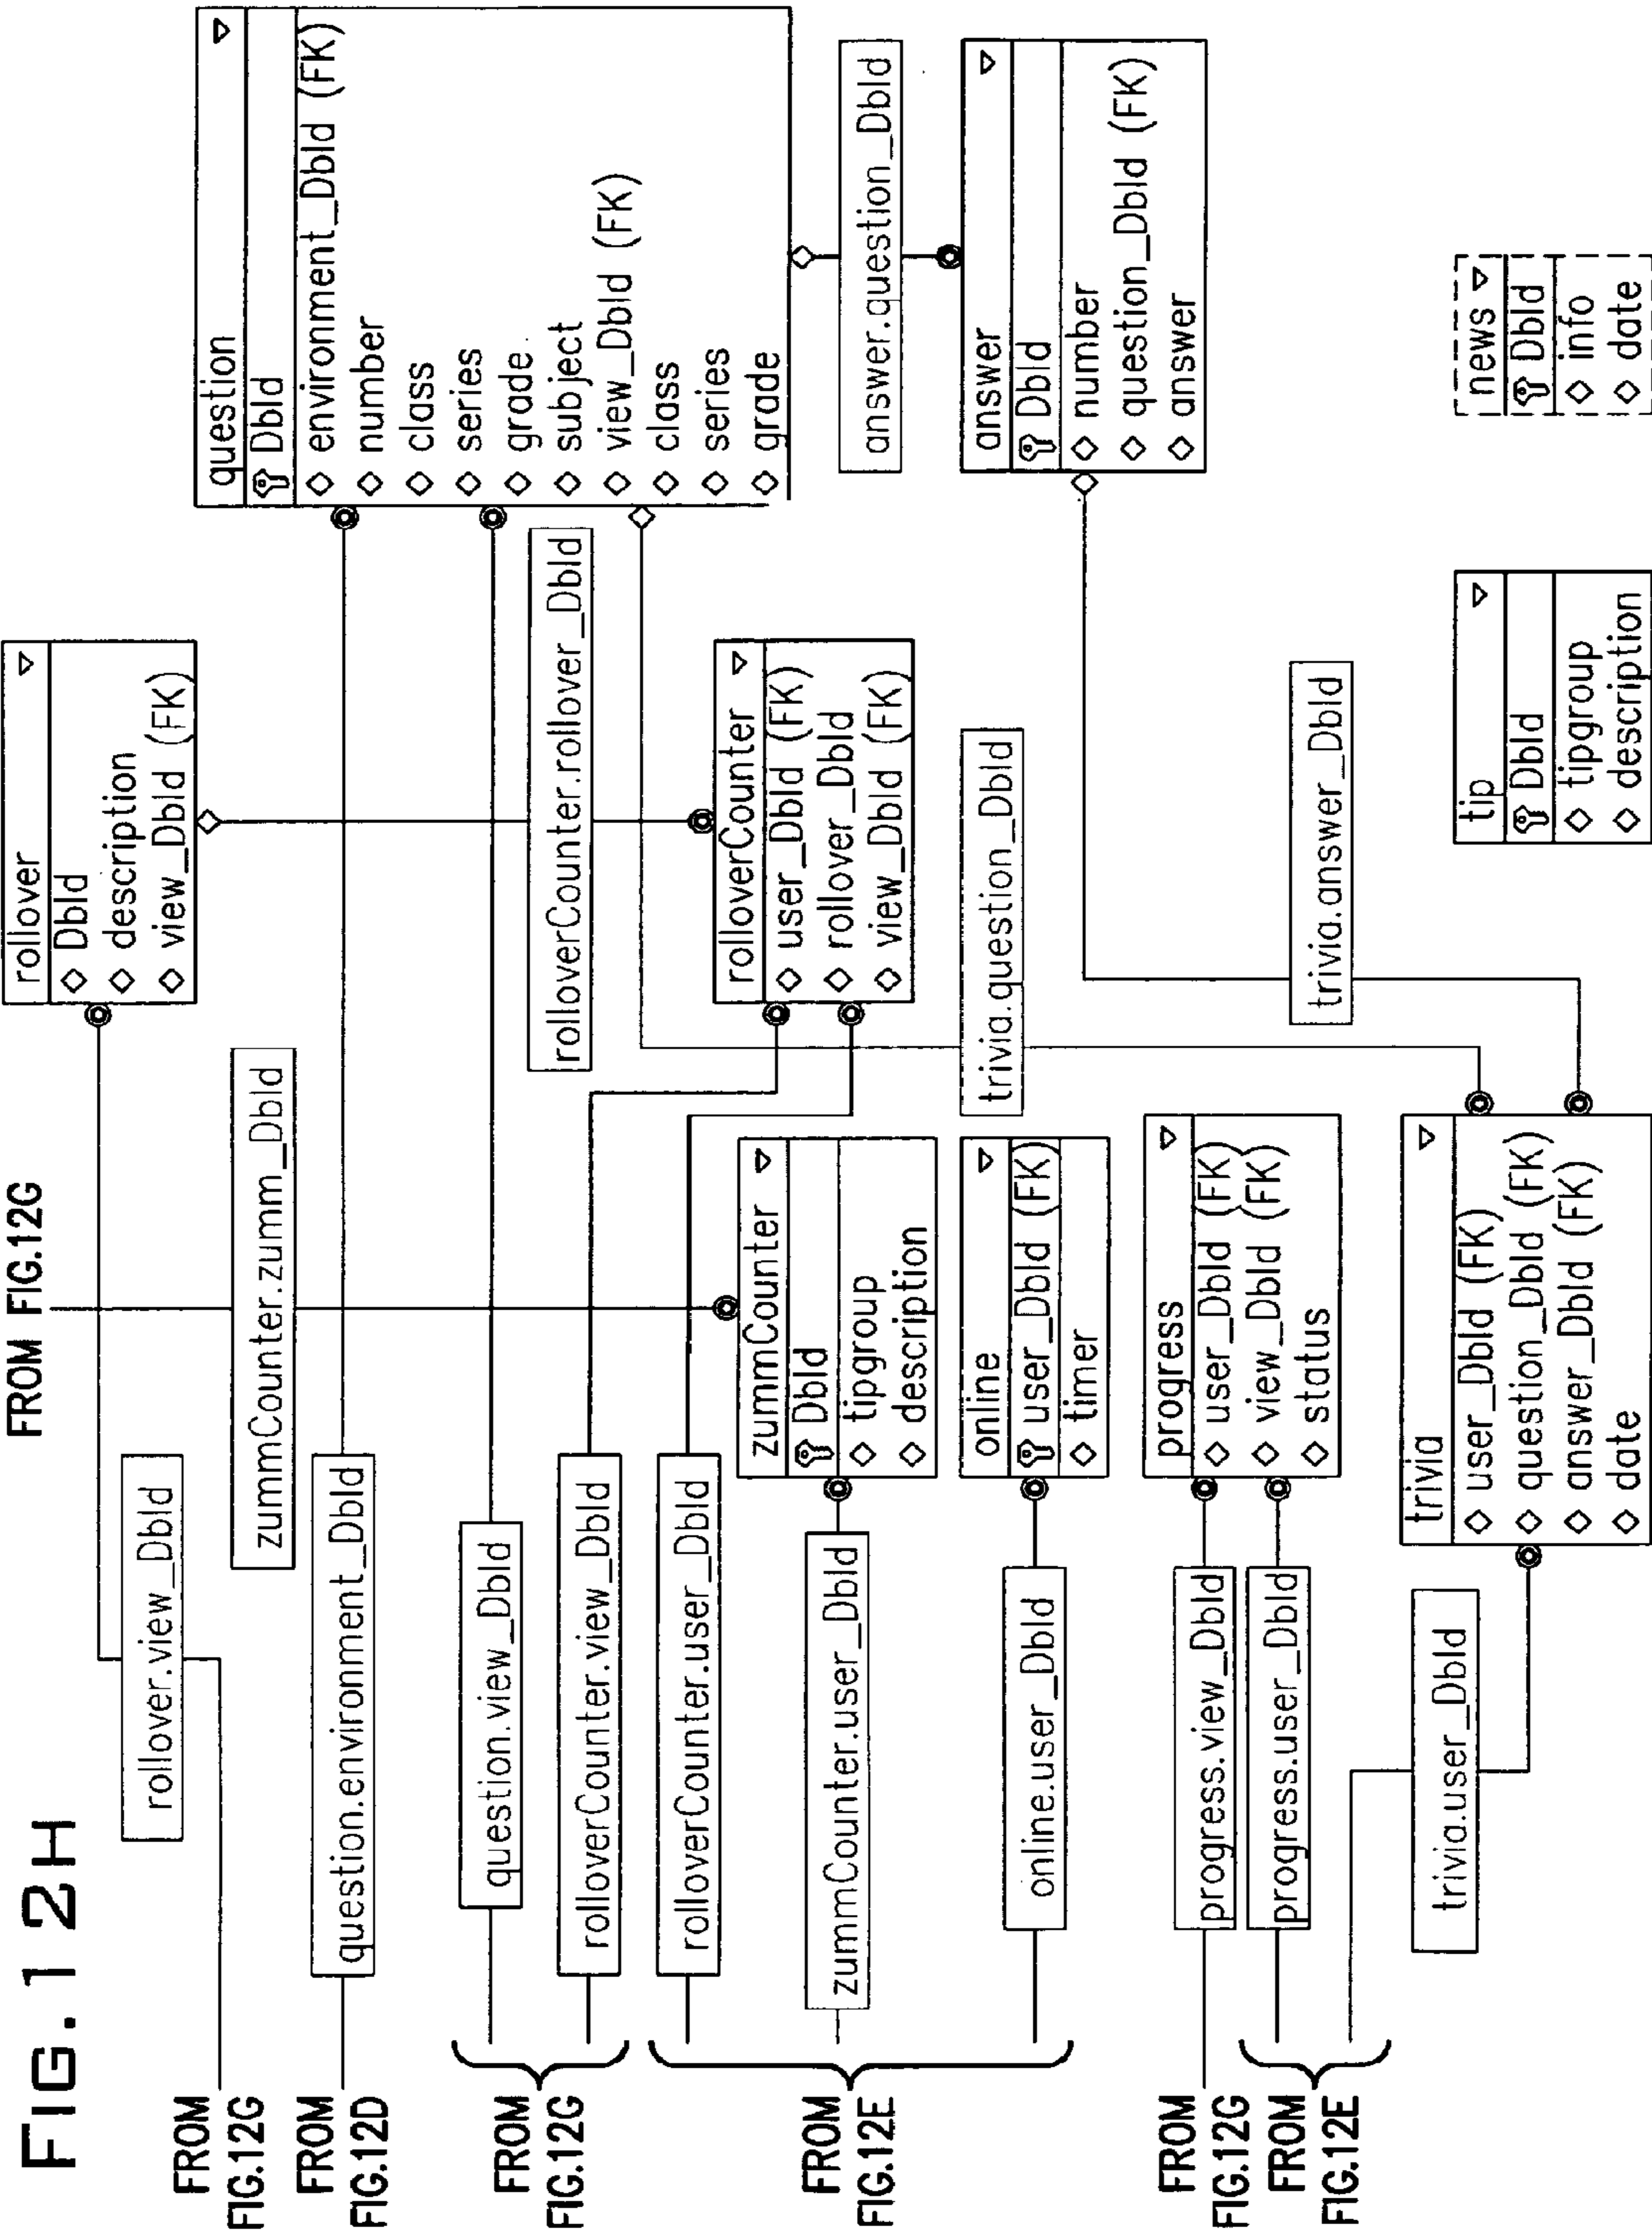 FIG. 12H
FROM FIG.12G
FROM
FIG.12G
rollover.view_DbId
rollover
DbId
description
view_DbId (FK)
zummCounter.zumm_DbId
FROM
FIG.12D
question.environment_DbId
question
DbId
environment_DbId (FK)
number
class
series
grade
subject
view_DbId (FK)
class
series
grade
FROM
FIG.12G
question.view_DbId
rolloverCounter.view_DbId
rolloverCounter.rollover_DbId
rolloverCounter
user_DbId (FK)
rollover_DbId
view_DbId (FK)
FROM
FIG.12E
rolloverCounter.user_DbId
zummCounter.user_DbId
online.user_DbId
zummCounter
DbId
tipgroup
description
online
user_DbId (FK)
timer
answer.question_DbId
answer
DbId
number
question_DbId (FK)
answer
trivia.question_DbId
FROM
FIG.12G
progress.view_DbId
FROM
FIG.12E
progress.user_DbId
progress
user_DbId (FK)
view_DbId (FK)
status
trivia.answer_DbId
trivia.user_DbId
trivia
user_DbId (FK)
question_DbId (FK)
answer_DbId (FK)
date
tip
DbId
tipgroup
description
news
DbId
info
date